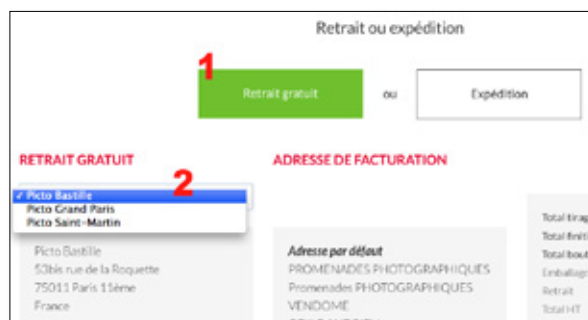 Retrait ou expédition
1
Retrait gratuit
ou
Expédition
RETRAIT GRATUIT
2
✓ Picto Bastille
Picto Grand Paris
Picto Saint-Martin
Picto Bastille
53bis rue de la Roquette
75011 Paris 11ème
France
ADRESSE DE FACTURATION
Adresse par défaut
PROMENADES PHOTOGRAPHIQUES
Promenades PHOTOGRAPHIQUES
VENDOME
Total tirag
Total finiti
Total bout
Emballage
Retrait
Total HT